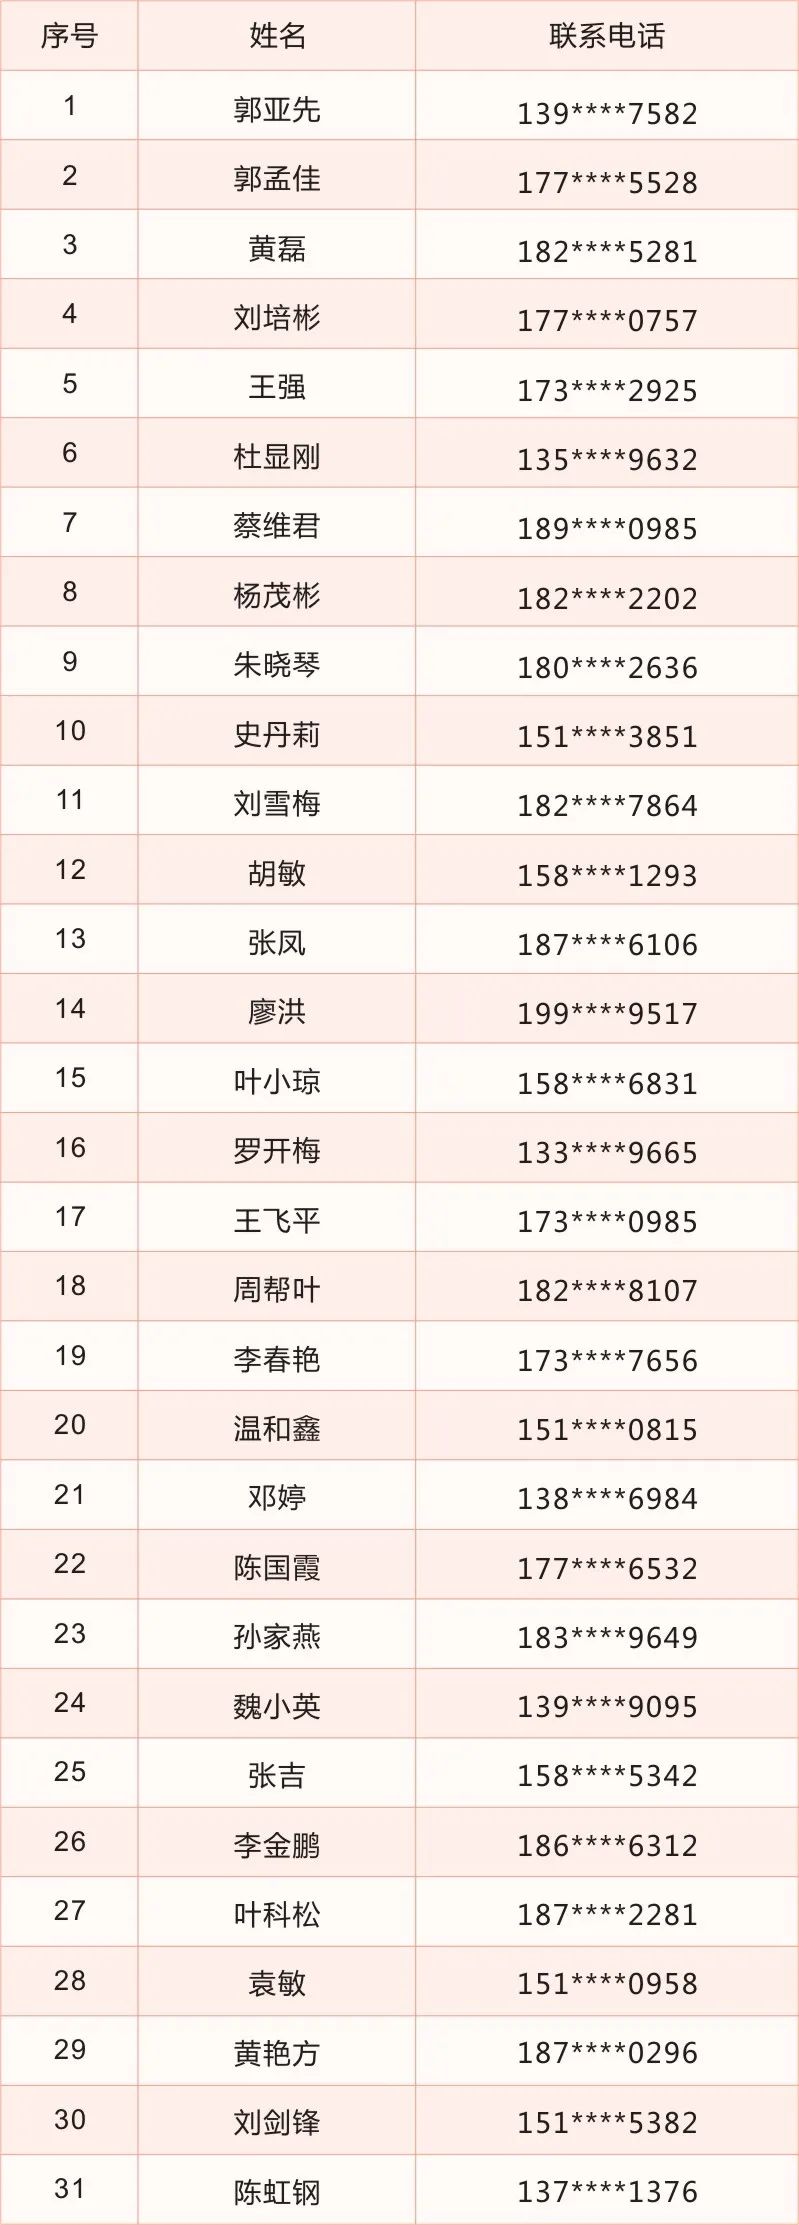 序号 姓名 联系电话
1 郭亚先 139****7582
2 郭孟佳 177****5528
3 黄磊 182****5281
4 刘培彬 177****0757
5 王强 173****2925
6 杜显刚 135****9632
7 蔡维君 189****0985
8 杨茂彬 182****2202
9 朱晓琴 180****2636
10 史丹莉 151****3851
11 刘雪梅 182****7864
12 胡敏 158****1293
13 张凤 187****6106
14 廖洪 199****9517
15 叶小琼 158****6831
16 罗开梅 133****9665
17 王飞平 173****0985
18 周帮叶 182****8107
19 李春艳 173****7656
20 温和鑫 151****0815
21 邓婷 138****6984
22 陈国霞 177****6532
23 孙家燕 183****9649
24 魏小英 139****9095
25 张吉 158****5342
26 李金鹏 186****6312
27 叶科松 187****2281
28 袁敏 151****0958
29 黄艳方 187****0296
30 刘剑锋 151****5382
31 陈虹钢 137****1376